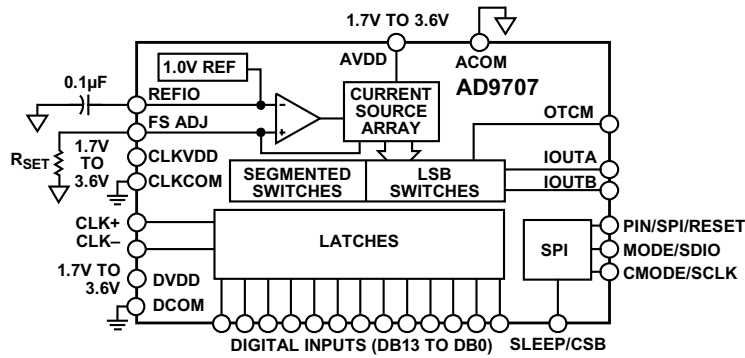 1.7V TO 3.6V
AVDD
ACOM
AD9707
1.0V REF
0.1µF
REFIO
FS ADJ
CURRENT
SOURCE
ARRAY
OTCM
RSET
1.7V
TO
3.6V
CLKVDD
CLKCOM
IOUTA
IOUTB
SEGMENTED
SWITCHES
LSB
SWITCHES
CLK+
CLK–
LATCHES
SPI
PIN/SPI/RESET
MODE/SDIO
CMODE/SCLK
1.7V TO
3.6V
DVDD
DCOM
DIGITAL INPUTS (DB13 TO DB0)
SLEEP/CSB